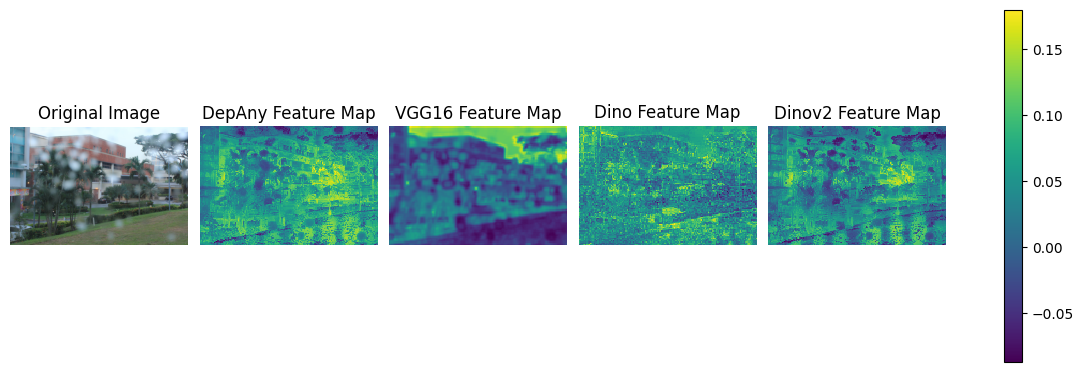 Original Image
DepAny Feature Map
VGG16 Feature Map
Dino Feature Map
Dinov2 Feature Map
0.15
0.10
0.05
0.00
−0.05